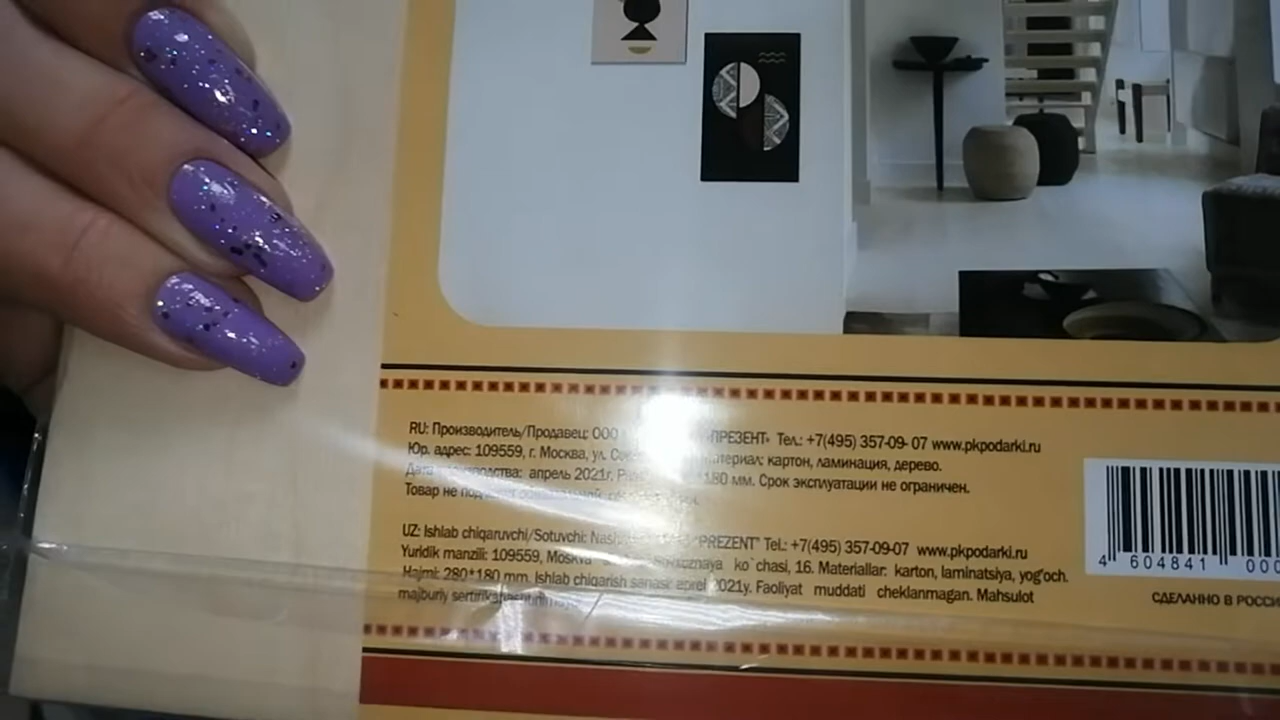 RU: Производитель/Продавец: ООО «ПРЕЗЕНТ» Тел.: +7(495) 357-09- 07 www.pkpodarki.ru
Юр. адрес: 109559, г. Москва, ул. материал: картон, ламинация, дерево.
Дата производства: апрель 2021г. 180 мм. Срок эксплуатации не ограничен.
Товар не
UZ: Ishlab chiqaruvchi/Sotuvchi: "PREZENT" Tel.: +7(495) 357-09-07 www.pkpodarki.ru
Yuridik manzili: 109559, ko`chasi, 16. Materiallar: karton, laminatsiya, yog'och.
Hajmi: 280*180 mm. Ishlab chiqarish sanasi: aprel 2021y. Faoliyat muddati cheklanmagan. Mahsulot
majburiy
4 604841 000
СДЕЛАНО В РОССИ